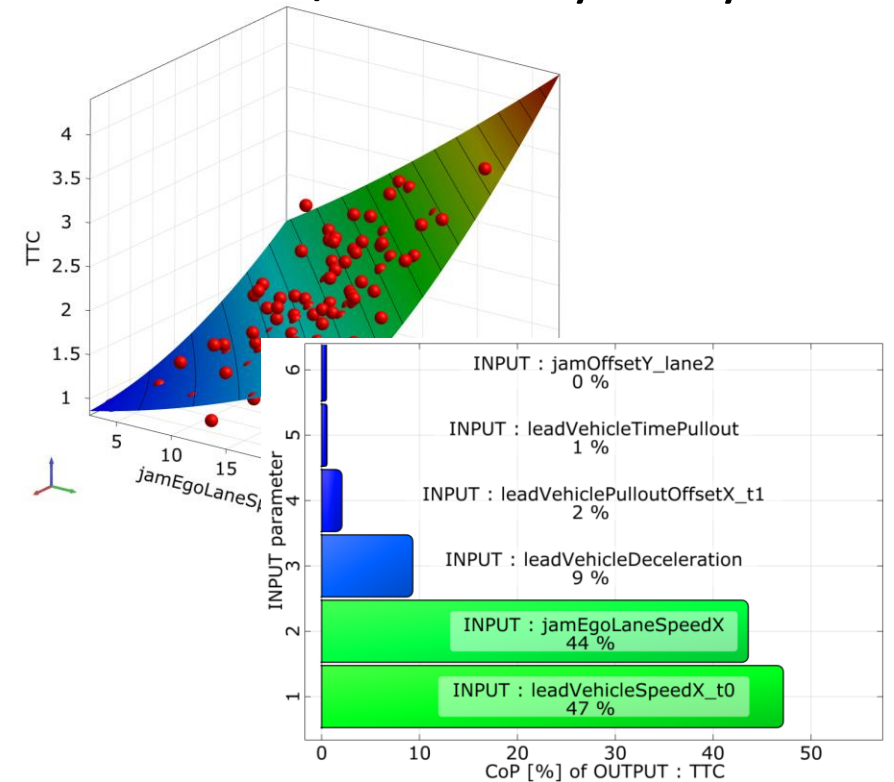 4
3.5
3
2.5
2
1.5
1
TTC
5
10
15
jamEgoLaneSp
INPUT parameter
6
INPUT : jamOffsetY_lane2
0 %
5
INPUT : leadVehicleTimePullout
1 %
4
INPUT : leadVehiclePulloutOffsetX_t1
2 %
3
INPUT : leadVehicleDeceleration
9 %
2
INPUT : jamEgoLaneSpeedX
44 %
1
INPUT : leadVehicleSpeedX_t0
47 %
0 10 20 30 40 50
CoP [%] of OUTPUT : TTC